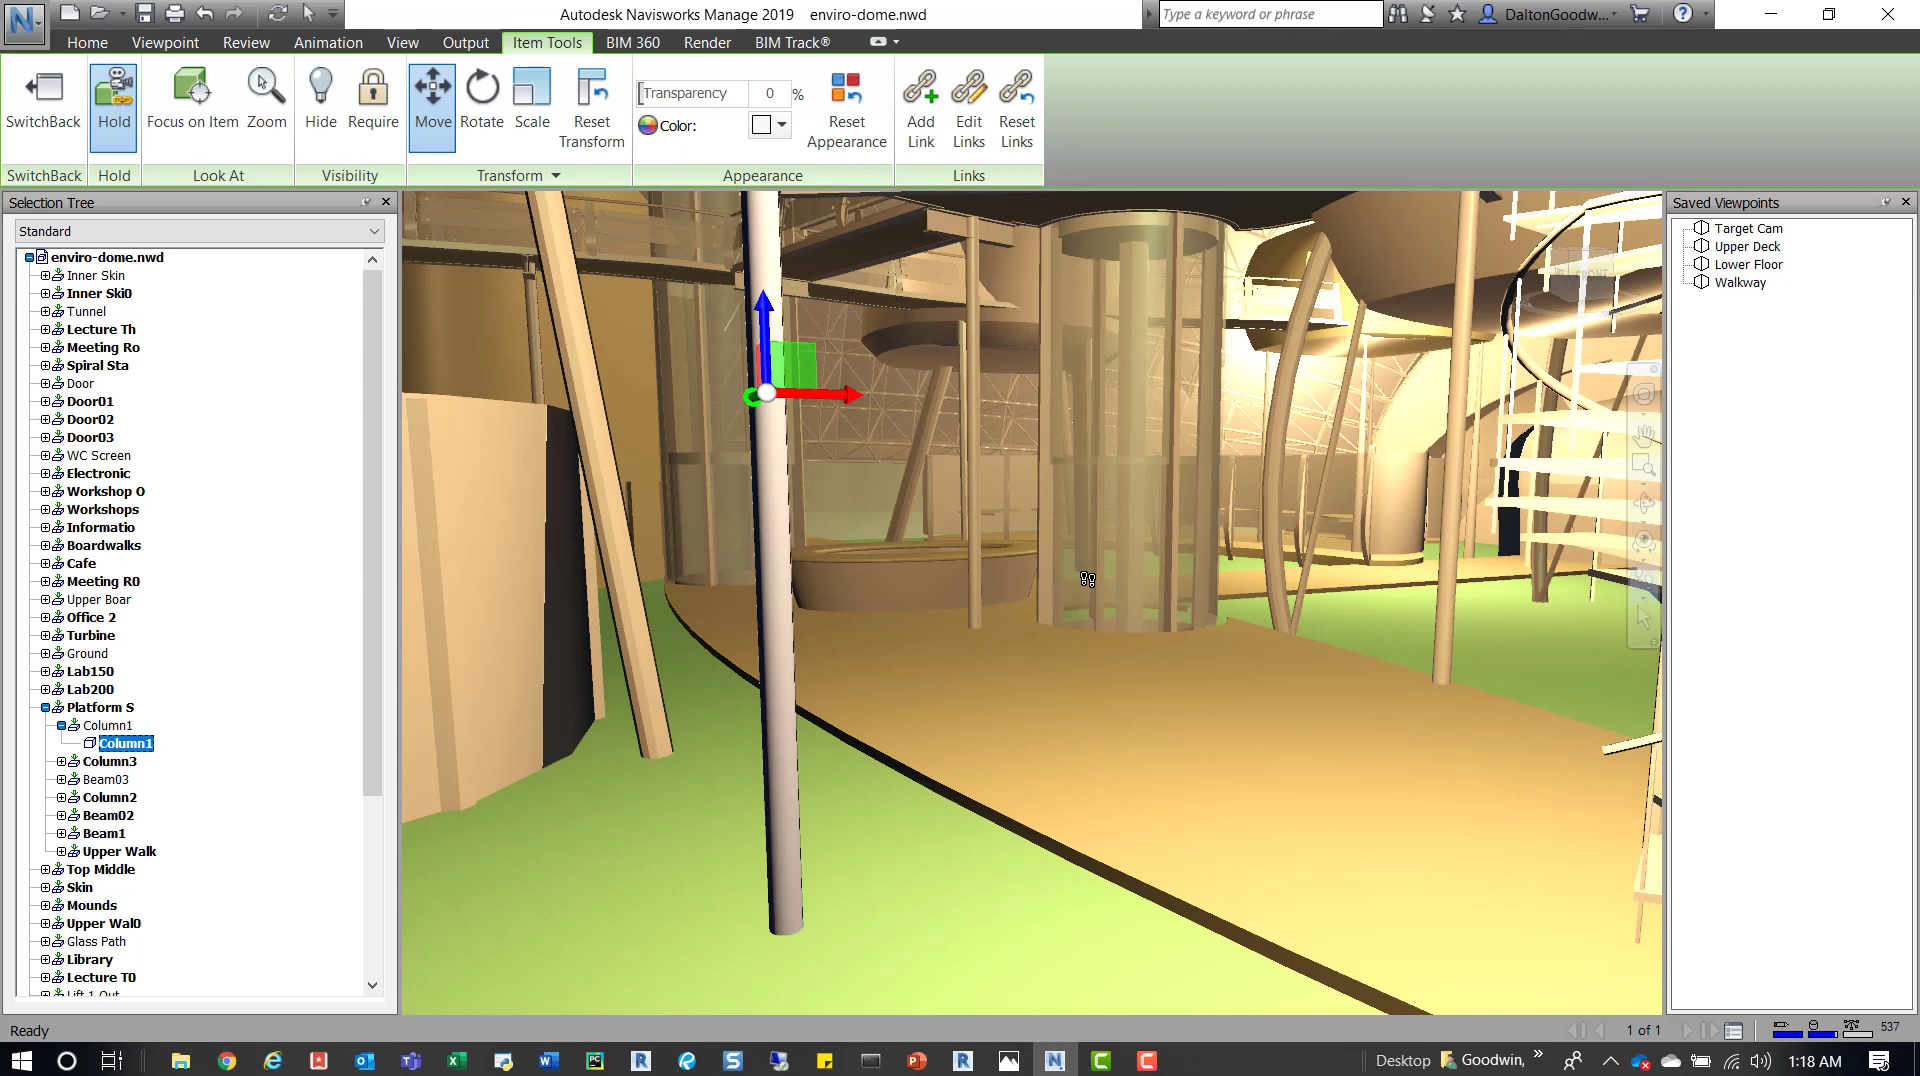 Autodesk Navisworks Manage 2019 enviro-dome.nwd
Type a keyword or phrase
DaltonGoodw...
Home Viewpoint Review Animation View Output Item Tools BIM 360 Render BIM Track®
SwitchBack
Hold
Focus on Item
Zoom
Hide
Require
Move
Rotate
Scale
Reset
Transform
Transparency 0 %
Color:
Reset
Appearance
Add
Link
Edit
Links
Reset
Links
SwitchBack Hold Look At Visibility Transform Appearance Links
Selection Tree
Standard
enviro-dome.nwd
Inner Skin
Inner Ski0
Tunnel
Lecture Th
Meeting Ro
Spiral Sta
Door
Door01
Door02
Door03
WC Screen
Electronic
Workshop O
Workshops
Informatio
Boardwalks
Cafe
Meeting R0
Upper Boar
Office 2
Turbine
Ground
Lab150
Lab200
Platform S
Column1
Column1
Column3
Beam03
Column2
Beam02
Beam1
Upper Walk
Top Middle
Skin
Mounds
Upper Wal0
Glass Path
Library
Lecture T0
Lift 1 Out
FRONT
Saved Viewpoints
Target Cam
Upper Deck
Lower Floor
Walkway
Ready
1 of 1
537
Desktop
Goodwin,
1:18 AM